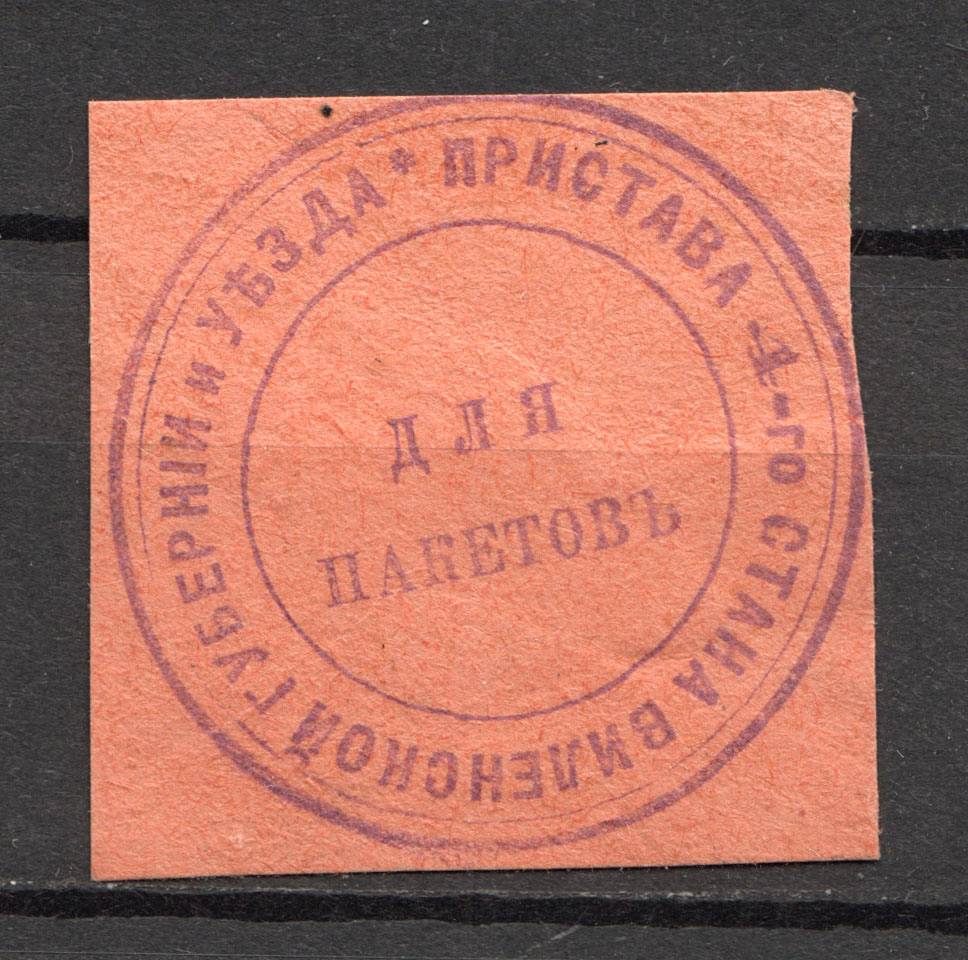 * ПРИСТАВА 4-го СТАНА ВИЛЕНСКОЙ ГУБЕРНІИ и УѢЗДА
ДЛЯ
ПАКЕТОВЪ